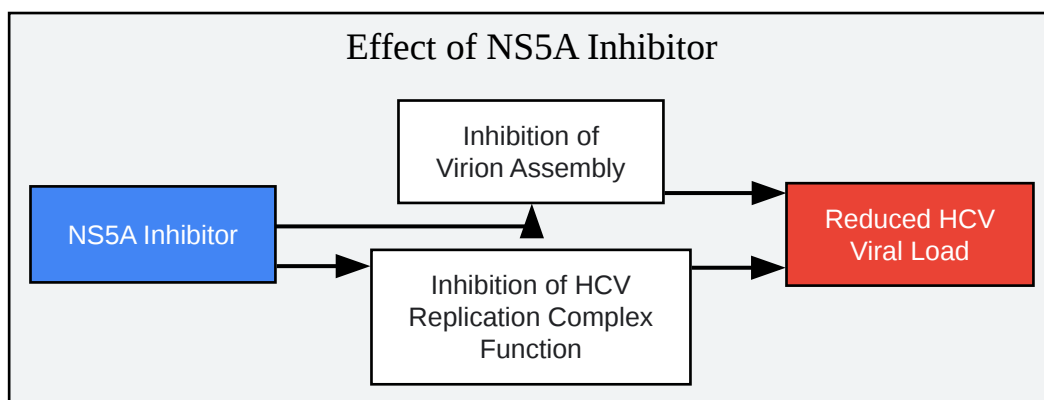 Effect of NS5A Inhibitor
Inhibition of
Virion Assembly
NS5A Inhibitor
Reduced HCV
Viral Load
Inhibition of HCV
Replication Complex
Function